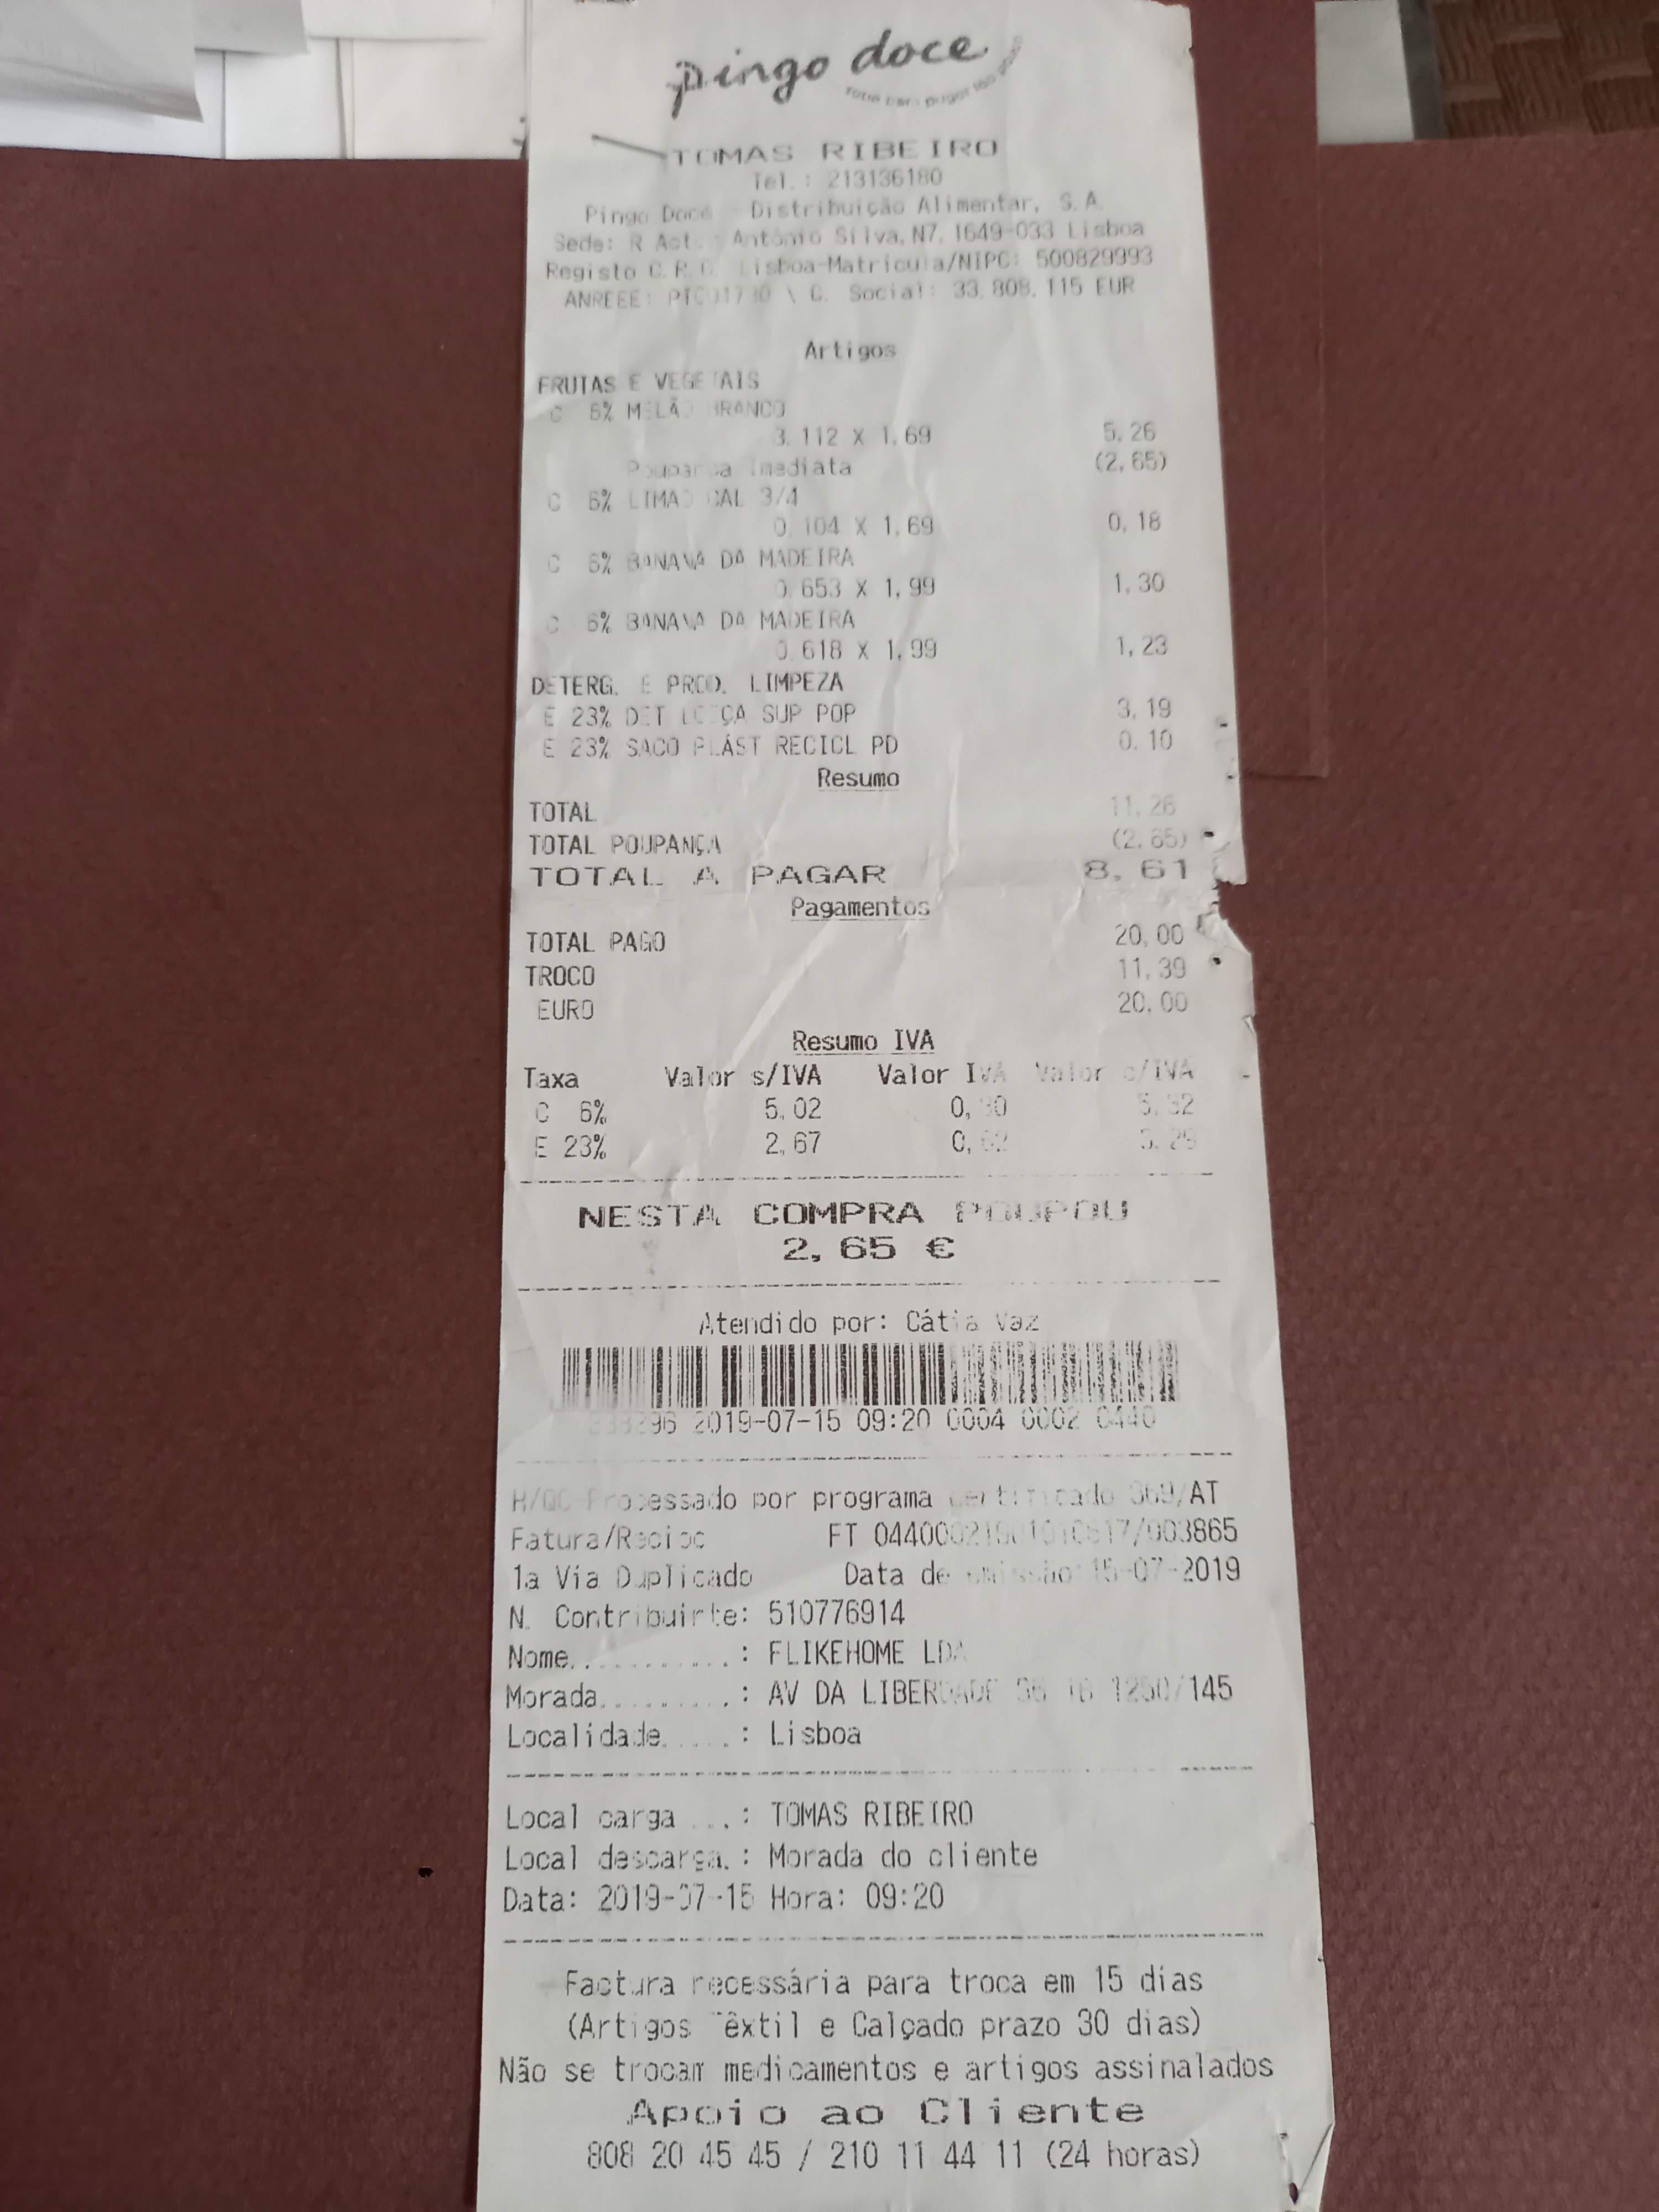 pingo doce
TOMAS RIBEIRO
Tel.: 213136180
Pingo Doce - Distribuição Alimentar, S.A.
Sede: R António Silva, N7, 1649-033 Lisboa
Registo C.R.C. Lisboa-Matricula/NIPC: 500829993
ANREEE: \ C. Social: 33.808.115 EUR
Artigos
FRUTAS E VEGETAIS
C 6% MELÃO BRANCO
3.112 X 1,69 5,26
Poupança Imediata (2,65)
C 6% LIMAO CAL 3/4
0.104 X 1,69 0,18
C 6% BANANA DA MADEIRA
0.653 X 1,99 1,30
C 6% BANANA DA MADEIRA
0.618 X 1,99 1,23
DETERG. E PROD. LIMPEZA
E 23% DET LOIÇA SUP POP 3,19
E 23% SACO PLÁST RECICL PD 0.10
Resumo
TOTAL 11,26
TOTAL POUPANÇA (2,65)
TOTAL A PAGAR 8,61
Pagamentos
TOTAL PAGO 20,00
TROCO 11,39
EURO 20,00
Resumo IVA
Taxa Valor s/IVA Valor IVA Valor c/IVA
C 6% 5,02 0,30 5,32
E 23% 2,67 0,62 3,29
NESTA COMPRA POUPOU
2,65 €
Atendido por: Cátia Vaz
2019-07-15 09:20 0004 0002 0440
Processado por programa certificado 369/AT
Fatura/Recibo FT
1a Via Duplicado Data de emissão: 15-07-2019
N. Contribuinte: 510776914
Nome............: FLIKEHOME LDA
Morada..........: AV DA LIBERDADE 1250/145
Localidade......: Lisboa
Local carga ...: TOMAS RIBEIRO
Local descarga.: Morada do cliente
Data: 2019-07-15 Hora: 09:20
Factura necessária para troca em 15 dias
(Artigos Têxtil e Calçado prazo 30 dias)
Não se trocam medicamentos e artigos assinalados
Apoio ao Cliente
808 20 45 45 / 210 11 44 11 (24 horas)